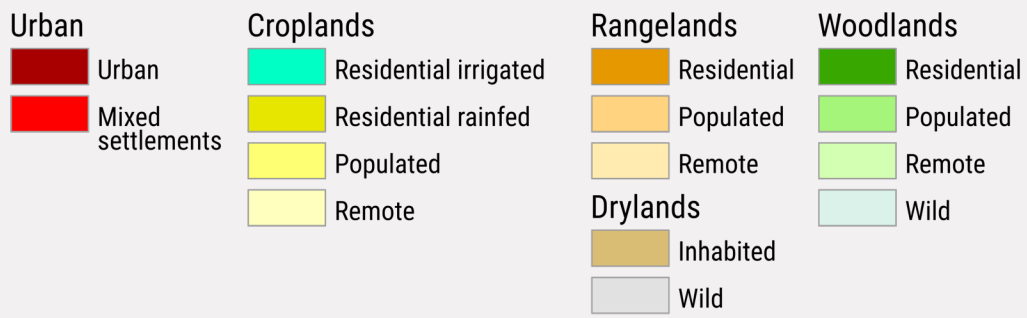 Urban
Urban
Mixed
settlements
Croplands
Residential irrigated
Residential rainfed
Populated
Remote
Rangelands
Residential
Populated
Remote
Drylands
Inhabited
Wild
Woodlands
Residential
Populated
Remote
Wild